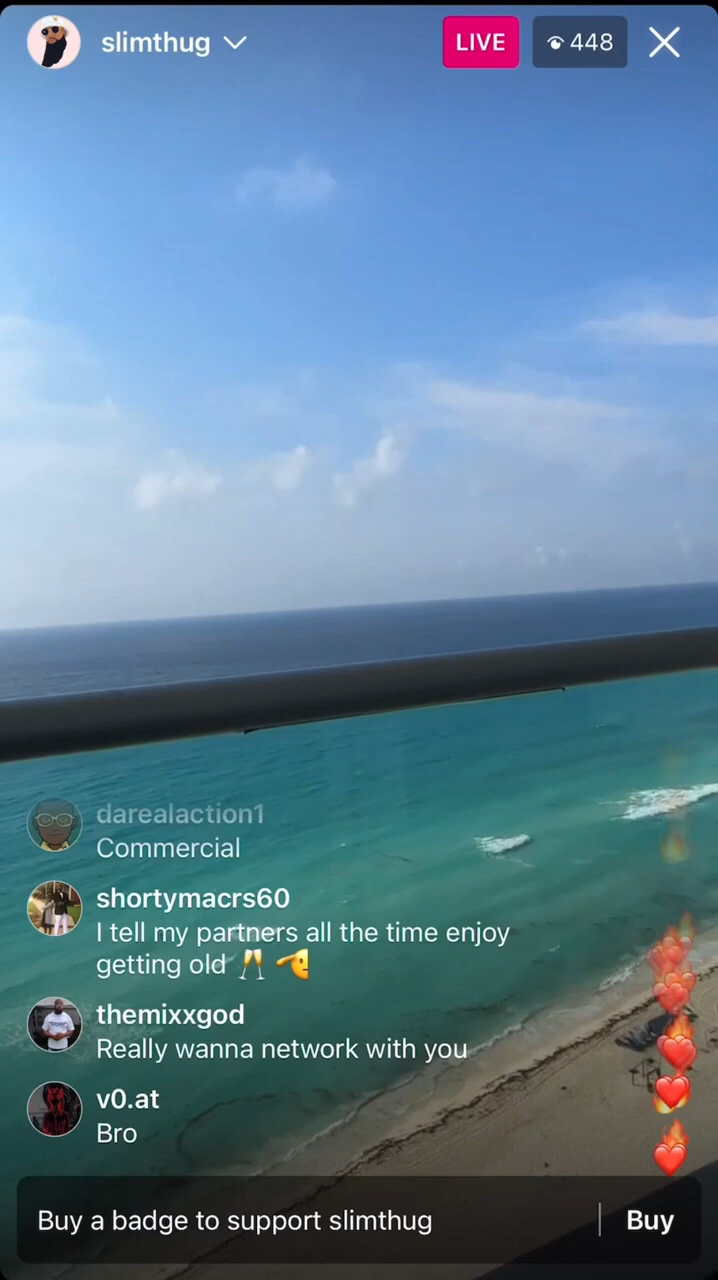 slimthug
LIVE
448
darealaction1
Commercial
shortymacrs60
I tell my partners all the time enjoy
getting old 🥂 🫡
themixxgod
Really wanna network with you
v0.at
Bro
Buy a badge to support slimthug
Buy